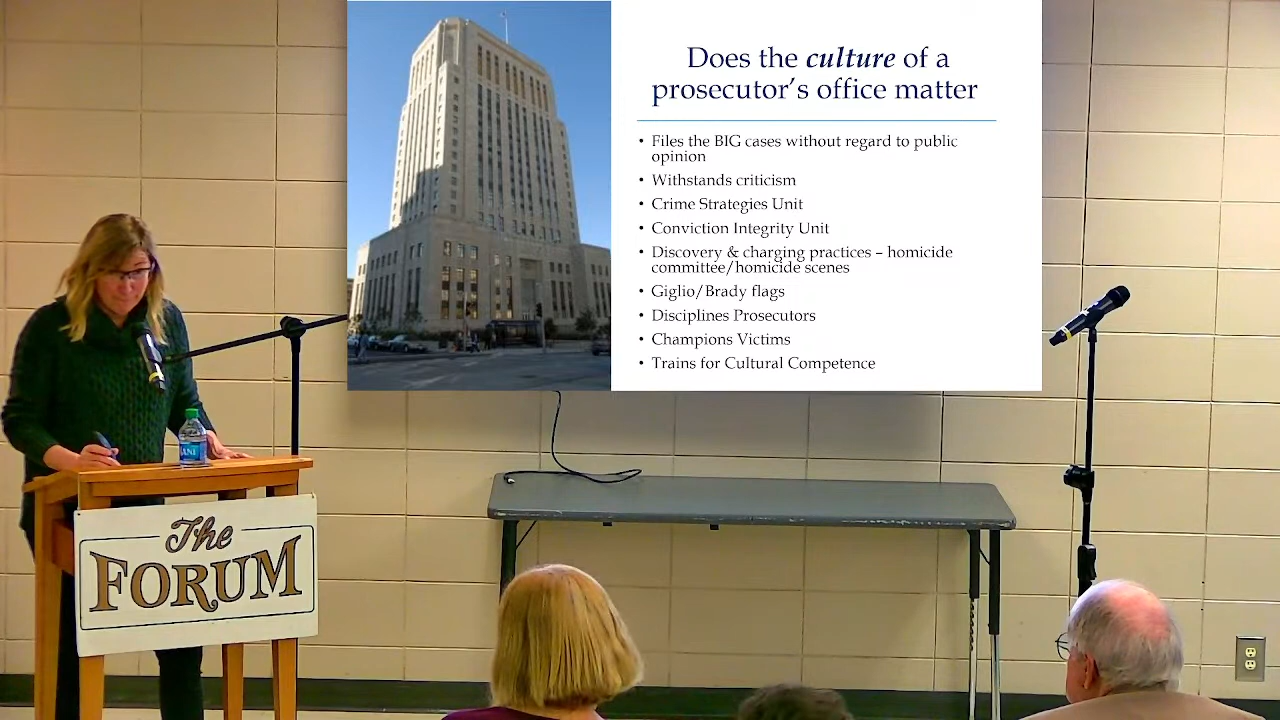 Does the culture of a
prosecutor's office matter
• Files the BIG cases without regard to public
opinion
• Withstands criticism
• Crime Strategies Unit
• Conviction Integrity Unit
• Discovery & charging practices – homicide
committee/homicide scenes
• Giglio/Brady flags
• Disciplines Prosecutors
• Champions Victims
• Trains for Cultural Competence
The
FORUM